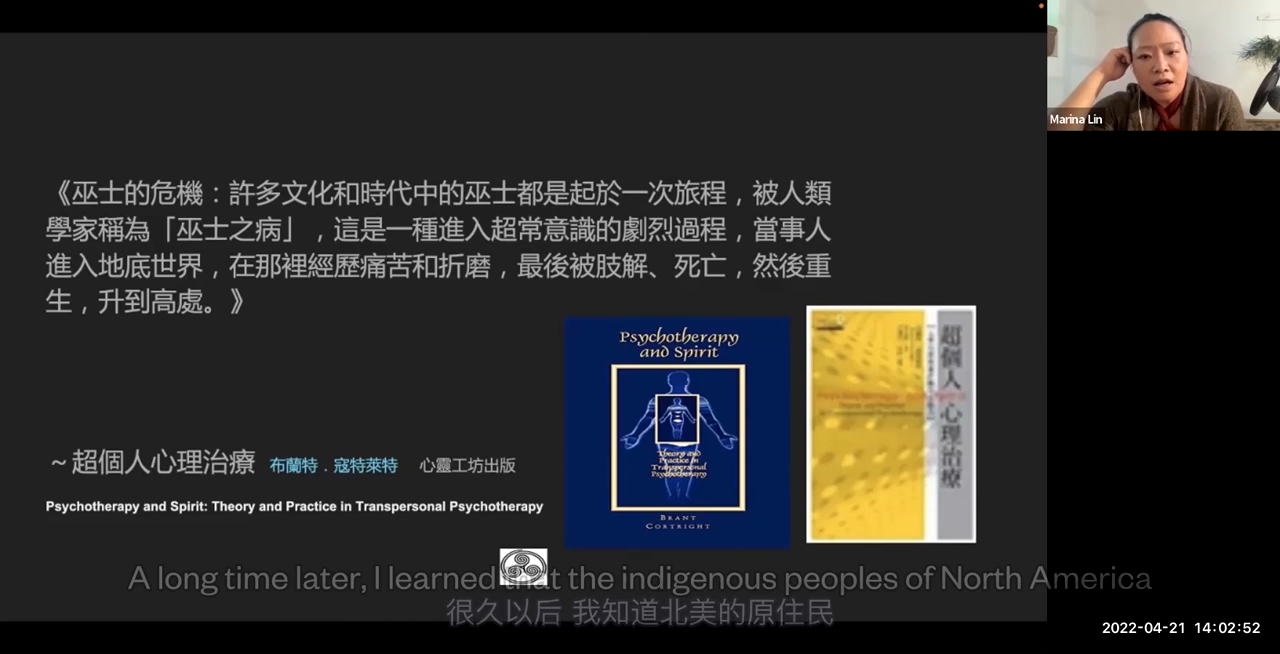 Marina Lin
《巫士的危機：許多文化和時代中的巫士都是起於一次旅程，被人類
學家稱為「巫士之病」，這是一種進入超常意識的劇烈過程，當事人
進入地底世界，在那裡經歷痛苦和折磨，最後被肢解、死亡，然後重
生，升到高處。》
Psychotherapy
and Spirit
Theory and
Practice in
Transpersonal
Psychotherapy
BRANT
CORTRIGHT
超個人心理治療
～超個人心理治療 布蘭特．寇特萊特 心靈工坊出版
Psychotherapy and Spirit: Theory and Practice in Transpersonal Psychotherapy
A long time later, I learned that the indigenous peoples of North America
很久以后 我知道北美的原住民
2022-04-21 14:02:52